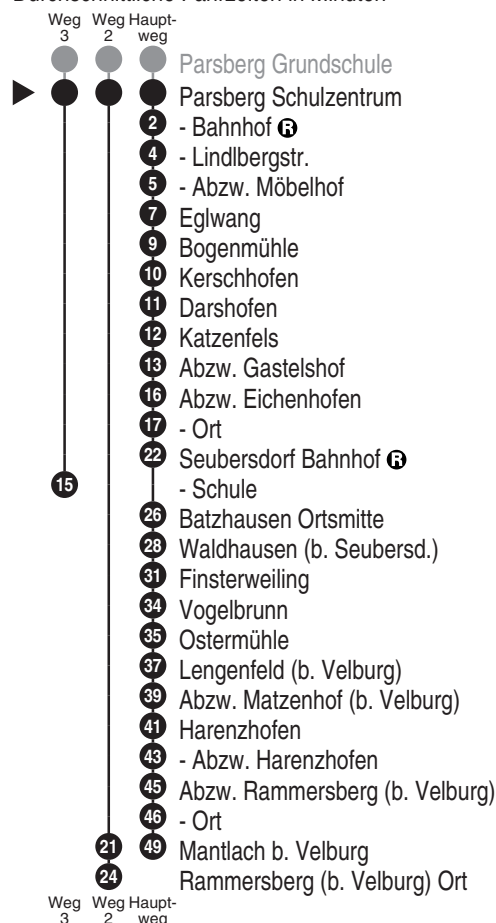 Durchschnittliche Fahrzeiten in Minuten
Weg 3 Weg 2 Haupt-weg
Parsberg Grundschule
Parsberg Schulzentrum
2 - Bahnhof R
4 - Lindlbergstr.
5 - Abzw. Möbelhof
7 Eglwang
9 Bogenmühle
10 Kerschhofen
11 Darshofen
12 Katzenfels
13 Abzw. Gastelshof
16 Abzw. Eichenhofen
17 - Ort
22 Seubersdorf Bahnhof R
15 - Schule
26 Batzhausen Ortsmitte
28 Waldhausen (b. Seubersd.)
31 Finsterweiling
34 Vogelbrunn
35 Ostermühle
37 Lengenfeld (b. Velburg)
39 Abzw. Matzenhof (b. Velburg)
41 Harenzhofen
43 - Abzw. Harenzhofen
45 Abzw. Rammersberg (b. Velburg)
46 - Ort
21 49 Mantlach b. Velburg
24 Rammersberg (b. Velburg) Ort
Weg 3 Weg 2 Haupt-weg